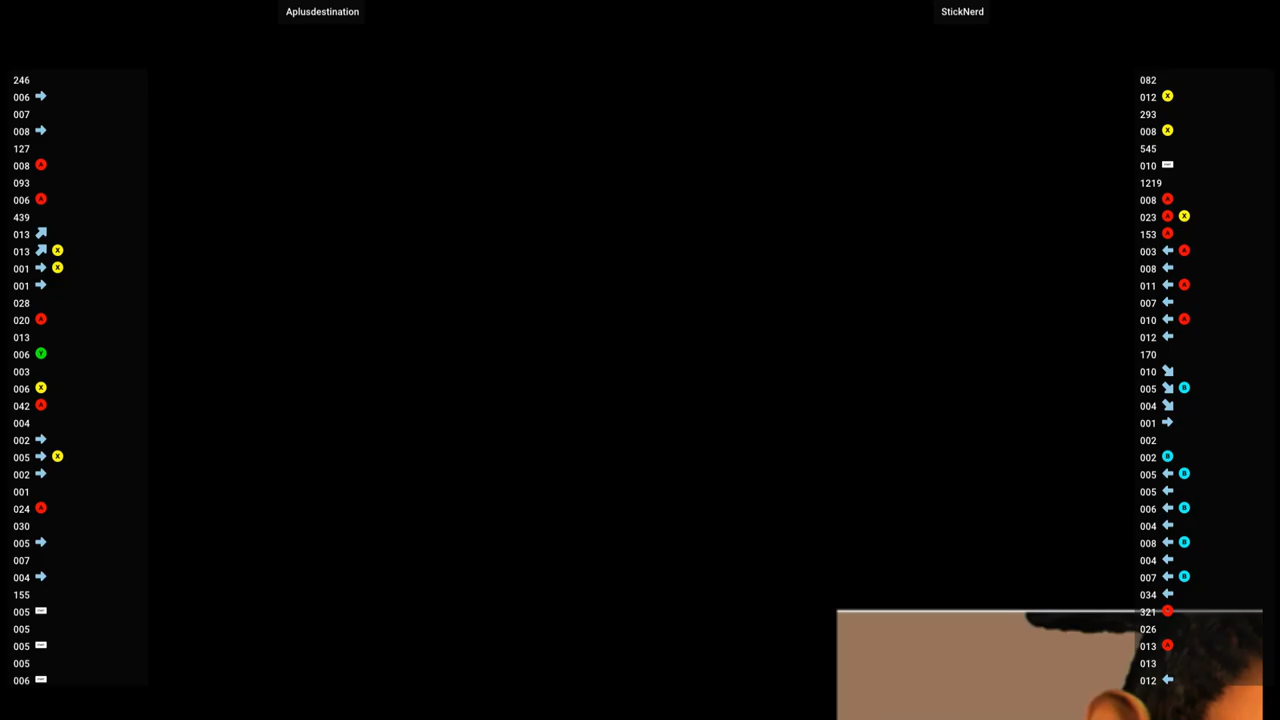 Aplusdestination
StickNerd
246
006
007
008
127
008 A
093
006 A
439
013
013 X
001 X
001
028
020 A
013
006 Y
003
006 X
042 A
004
002
005 X
002
001
024 A
030
005
007
004
155
005
005
005
005
006
082
012 X
293
008 X
545
010
1219
008 A
023 A X
153 A
003 A
008
011 A
007
010 A
012
170
010
005 B
004
001
002
002 B
005 B
005
006 B
004
008 B
004
007 B
034
321
026
013 A
013
012